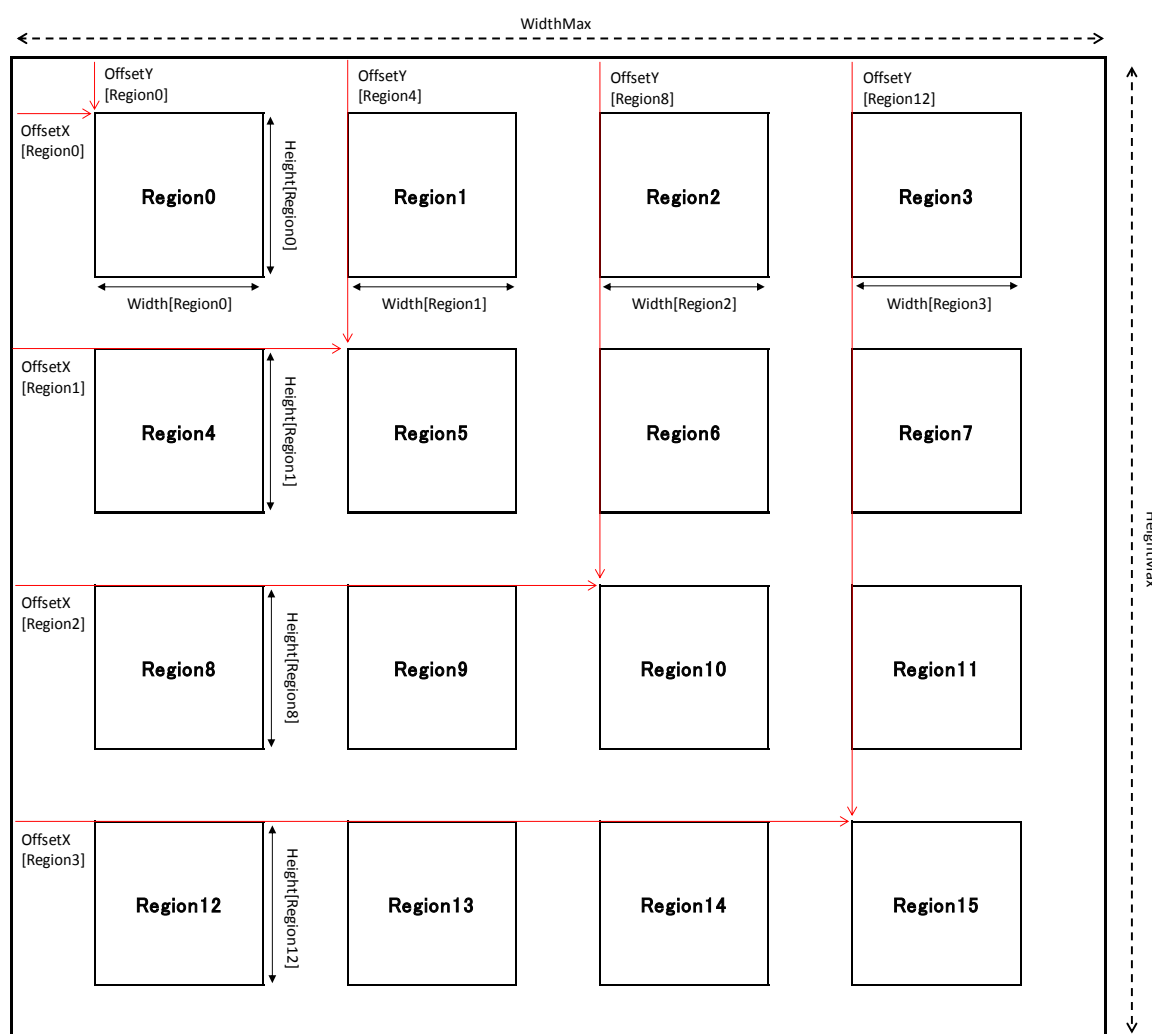 WidthMax
OffsetY
[Region0]
OffsetY
[Region4]
OffsetY
[Region8]
OffsetY
[Region12]
OffsetX
[Region0]
Region0
Height[Region0]
Region1
Region2
Region3
Width[Region0]
Width[Region1]
Width[Region2]
Width[Region3]
OffsetX
[Region1]
Region4
Height[Region1]
Region5
Region6
Region7
HeightMax
OffsetX
[Region2]
Region8
Height[Region8]
Region9
Region10
Region11
OffsetX
[Region3]
Region12
Height[Region12]
Region13
Region14
Region15